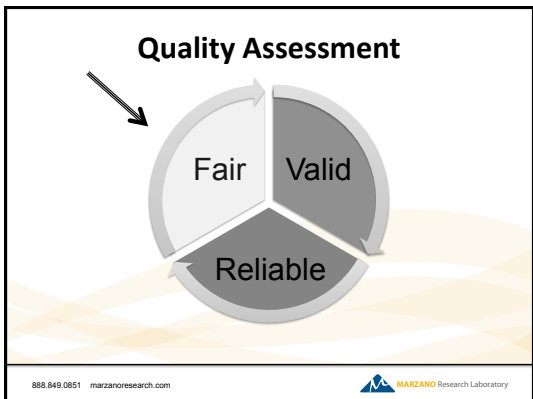 Quality Assessment
Fair
Valid
Reliable
888.849.0851 marzanoresearch.com
MARZANO Research Laboratory